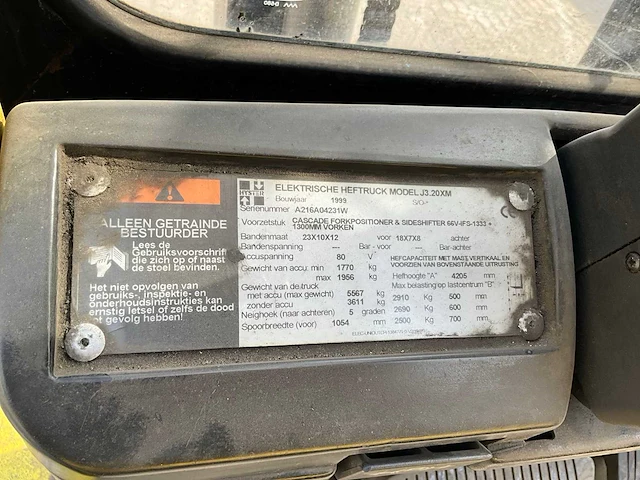 ALLEEN GETRAINDE
BESTUURDER
Lees de
Gebruiksvoorschrift
die zich op of naast
de stoel bevinden.
Het niet opvolgen van
gebruiks-, inspektie- en
onderhoudsinstrukties kan
ernstig letsel of zelfs de dood
tot gevolg hebben!
HYSTER
ELEKTRISCHE HEFTRUCK MODEL J3.20XM
Bouwjaar 1999 S/O-°
Serienummer A216A04231W
Voorzetstuk CASCADE FORKPOSITIONER & SIDESHIFTER 66V-IFS-1333 +
1300MM VORKEN
Bandenmaat 23X10X12 voor 18X7X8 achter
Bandenspanning --- Bar - voor --- Bar-achter
Accuspanning 80 V
Gewicht van accu. min 1770 kg
max 1956 kg
Gewicht van de.truck
met accu (max gewicht) 5567 kg
zonder accu 3611 kg
Neighoek (naar achteren) 5 graden
Spoorbreedte (voor) 1054 mm
HEFCAPACITEIT MET MAST, VERTIKAAL EN
VOORZIEN VAN BOVENSTAANDE UITRUSTING
Hefhoogte "A" 4205 mm
Max belasting op lastcentrum "B"
2910 kg 500 mm
2690 kg 600 mm
2500 kg 700 mm